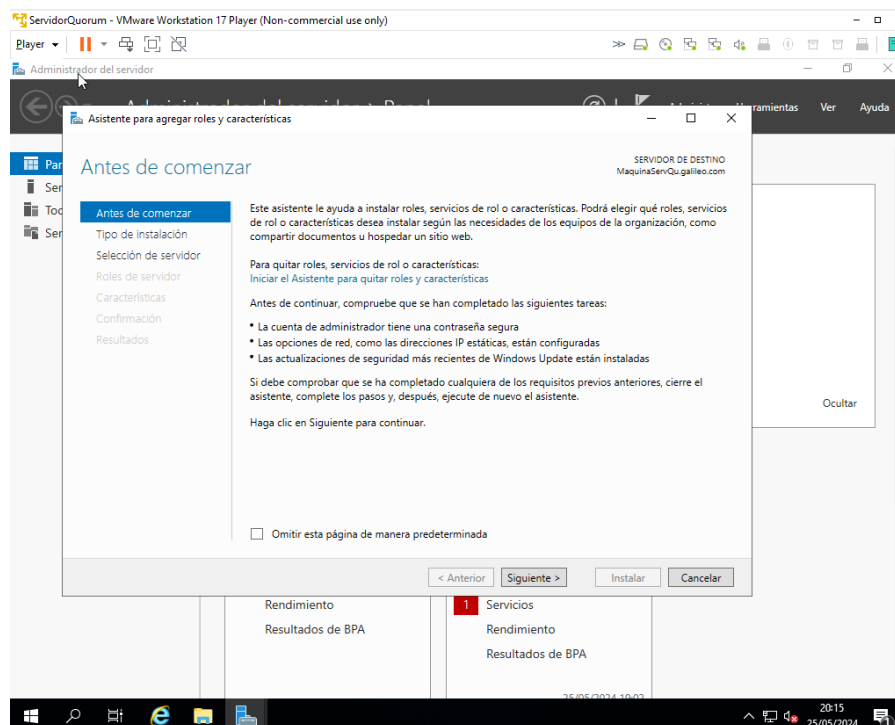 ServidorQuorum - VMware Workstation 17 Player (Non-commercial use only)
Player
Administrador del servidor
Ver
Ayuda
Asistente para agregar roles y características
Antes de comenzar
SERVIDOR DE DESTINO
MaquinaServQu.galileo.com
Antes de comenzar
Tipo de instalación
Selección de servidor
Roles de servidor
Características
Confirmación
Resultados
Este asistente le ayuda a instalar roles, servicios de rol o características. Podrá elegir qué roles, servicios
de rol o características desea instalar según las necesidades de los equipos de la organización, como
compartir documentos u hospedar un sitio web.
Para quitar roles, servicios de rol o características:
Iniciar el Asistente para quitar roles y características
Antes de continuar, compruebe que se han completado las siguientes tareas:
• La cuenta de administrador tiene una contraseña segura
• Las opciones de red, como las direcciones IP estáticas, están configuradas
• Las actualizaciones de seguridad más recientes de Windows Update están instaladas
Si debe comprobar que se ha completado cualquiera de los requisitos previos anteriores, cierre el
asistente, complete los pasos y, después, ejecute de nuevo el asistente.
Haga clic en Siguiente para continuar.
Omitir esta página de manera predeterminada
< Anterior
Siguiente >
Instalar
Cancelar
Ocultar
Rendimiento
Resultados de BPA
1 Servicios
Rendimiento
Resultados de BPA
25/05/2024 19:02
20:15
25/05/2024